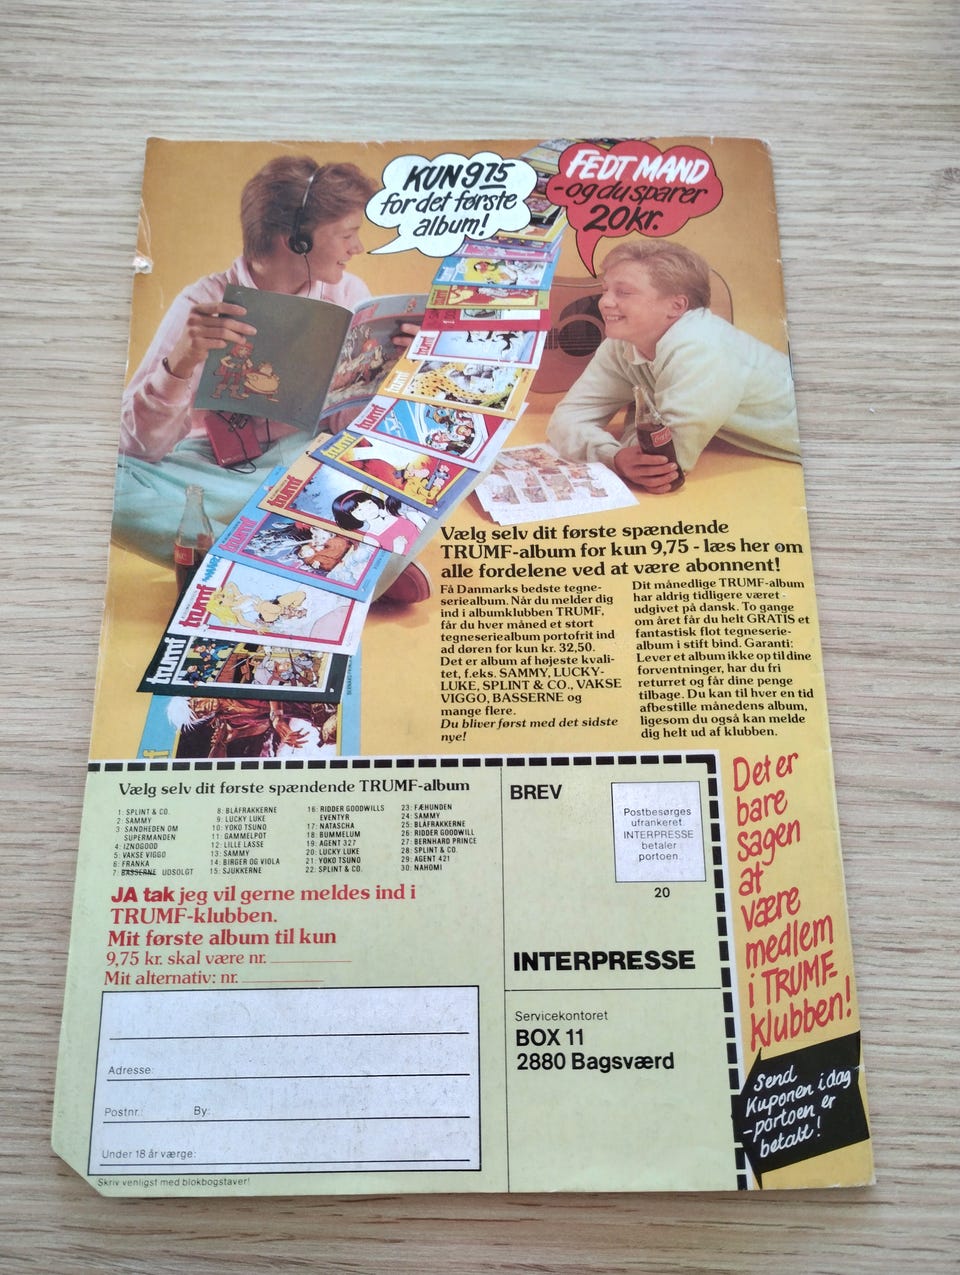 KUN 975
for det første
album!
FEDT MAND
- og du sparer
20 kr.
trumf
trumf
trumf
trumf
trumf
trumf
trumf
trumf
trumf
Vælg selv dit første spændende
TRUMF-album for kun 9,75 - læs her om
alle fordelene ved at være abonnent!
Få Danmarks bedste tegne-
seriealbum. Når du melder dig
ind i albumklubben TRUMF,
får du hver måned et stort
tegneseriealbum portofrit ind
ad døren for kun kr. 32,50.
Det er album af højeste kvali-
tet, f.eks. SAMMY, LUCKY-
LUKE, SPLINT & CO., VAKSE
VIGGO, BASSERNE og
mange flere.
Du bliver først med det sidste
nye!
Dit månedlige TRUMF-album
har aldrig tidligere været -
udgivet på dansk. To gange
om året får du helt GRATIS et
fantastisk flot tegneserie-
album i stift bind. Garanti:
Lever et album ikke op til dine
forventninger, har du fri
returret og får dine penge
tilbage. Du kan til hver en tid
afbestille månedens album,
ligesom du også kan melde
dig helt ud af klubben.
Vælg selv dit første spændende TRUMF-album
1: SPLINT & CO.
2: SAMMY
3: SANDHEDEN OM
SUPERMANDEN
4: IZNOGOOD
5: VAKSE VIGGO
6: FRANKA
7: BASSERNE UDSOLGT
8: BLÅFRAKKERNE
9: LUCKY LUKE
10: YOKO TSUNO
11: GAMMELPOT
12: LILLE LASSE
13: SAMMY
14: BIRGER OG VIOLA
15: SJUKKERNE
16: RIDDER GOODWILLS
EVENTYR
17: NATASCHA
18: BUMMELUM
19: AGENT 327
20: LUCKY LUKE
21: YOKO TSUNO
22: SPLINT & CO.
23: FÆHUNDEN
24: SAMMY
25: BLÅFRAKKERNE
26: RIDDER GOODWILL
27: BERNHARD PRINCE
28: SPLINT & CO.
29: AGENT 421
30: NAHOMI
JA tak jeg vil gerne meldes ind i
TRUMF-klubben.
Mit første album til kun
9,75 kr. skal være nr.
Mit alternativ: nr.
Adresse:
Postnr.: By:
Under 18 år værge:
Skriv venligst med blokbogstaver!
BREV
Postbesørges
ufrankeret.
INTERPRESSE
betaler
portoen.
20
INTERPRESSE
Servicekontoret
BOX 11
2880 Bagsværd
Det er
bare
sagen
at
være
medlem
i TRUMF-
klubben!
Send
Kuponen idag
- portoen er
betalt!